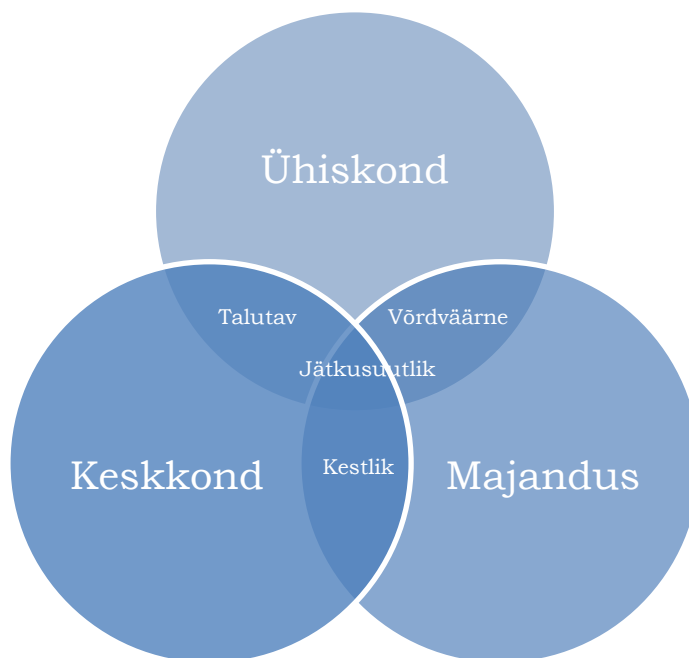 Ühiskond
Talutav
Võrdväärne
Jätkusuutlik
Keskkond
Kestlik
Majandus